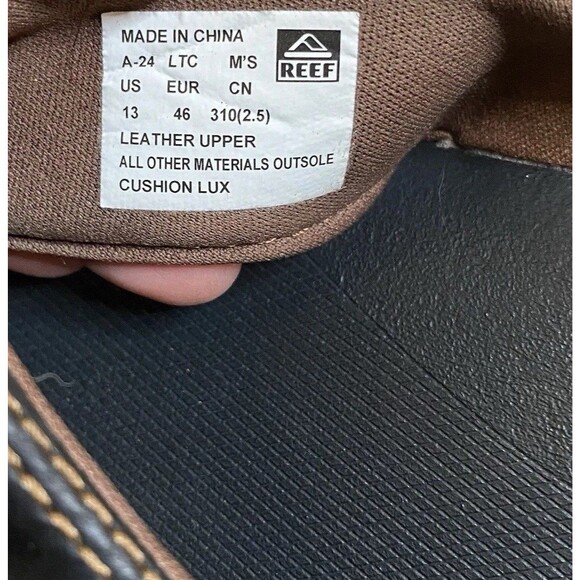 MADE IN CHINA
REEF
A-24 LTC M'S
US EUR CN
13 46 310(2.5)
LEATHER UPPER
ALL OTHER MATERIALS OUTSOLE
CUSHION LUX